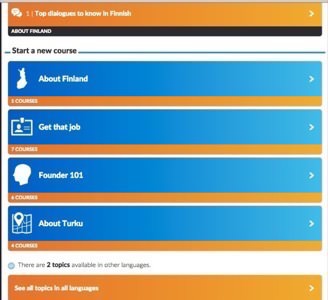 1 | Top dialogues to know in Finnish
ABOUT FINLAND
Start a new course
About Finland
5 COURSES
Get that job
7 COURSES
Founder 101
6 COURSES
About Turku
4 COURSES
There are 2 topics available in other languages.
See all topics in all languages